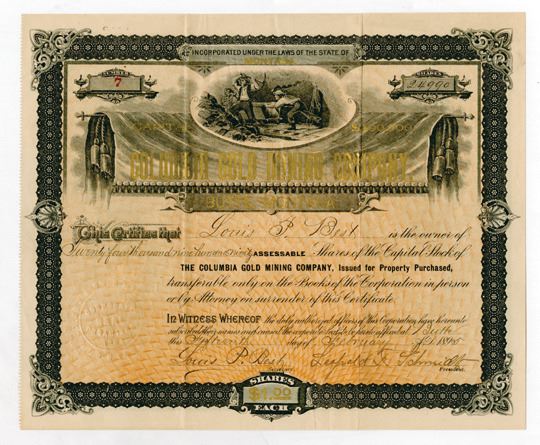 INCORPORATED UNDER THE LAWS OF THE STATE OF
MONTANA
NUMBER
7
SHARES
24990
COLUMBIA GOLD MINING COMPANY
BUTTE MONTANA
This Certifies that Louis P. Best is the owner of
Twenty four thousand nine hundred ninety ASSESSABLE Shares of the Capital Stock of
THE COLUMBIA GOLD MINING COMPANY, Issued for Property Purchased,
transferable only on the Books of the Corporation in person
or by Attorney on surrender of this Certificate.
IN WITNESS WHEREOF the duly authorized officers of this Corporation have hereunto
subscribed their names and caused the corporate Seal to be hereto affixed at Butte
this day of February 1895
Louis P. Best Leopold F. Schmidt
Secretary. President.
SHARES
$1.00
EACH